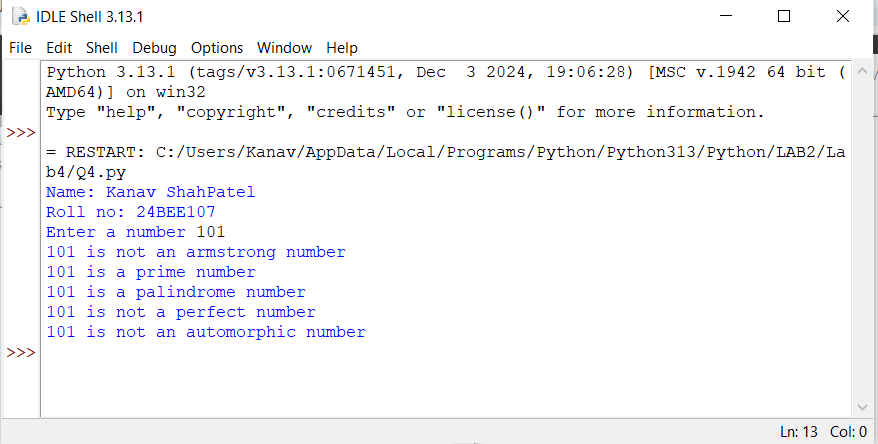 IDLE Shell 3.13.1
File Edit Shell Debug Options Window Help
Python 3.13.1 (tags/v3.13.1:0671451, Dec  3 2024, 19:06:28) [MSC v.1942 64 bit (
AMD64)] on win32
Type "help", "copyright", "credits" or "license()" for more information.
>>>
= RESTART: C:/Users/Kanav/AppData/Local/Programs/Python/Python313/Python/LAB2/La
b4/Q4.py
Name: Kanav ShahPatel
Roll no: 24BEE107
Enter a number 101
101 is not an armstrong number
101 is a prime number
101 is a palindrome number
101 is not a perfect number
101 is not an automorphic number
>>>
Ln: 13 Col: 0